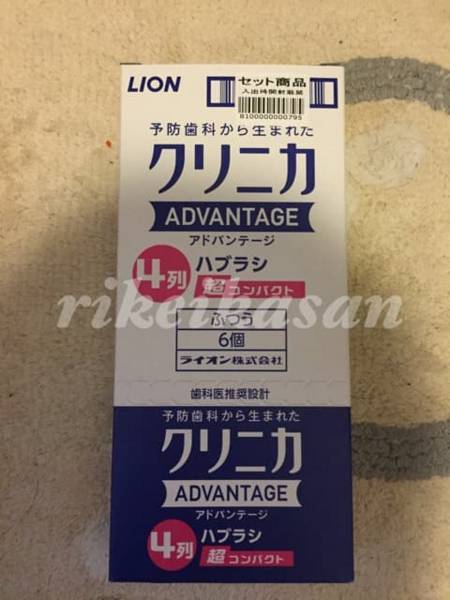 LION
セット商品
入出時開封厳禁
8100000000795
予防歯科から生まれた
クリニカ
ADVANTAGE
アドバンテージ
4列
ハブラシ
超コンパクト
rikeibasan
ふつう
6個
ライオン株式会社
歯科医推奨設計
予防歯科から生まれた
クリニカ
ADVANTAGE
アドバンテージ
4列
ハブラシ
超コンパクト